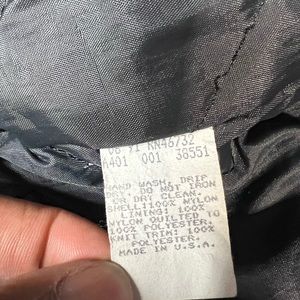 RN46732
A401 001 38551
HAND WASH, DRIP
DRY, DO NOT IRON
OR DRY CLEAN.
SHELL:100% NYLON
LINING: 100%
NYLON QUILTED TO
100% POLYESTER.
KNIT TRIM: 100%
POLYESTER.
MADE IN U.S.A.